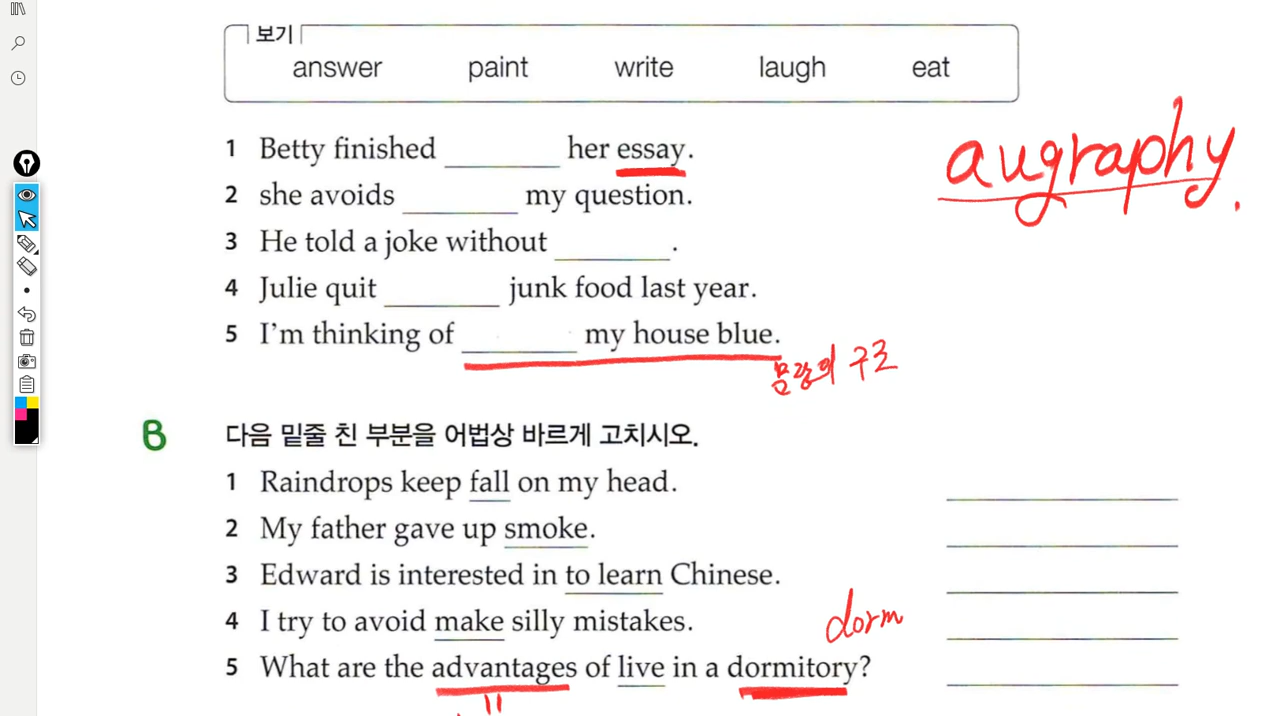 보기
answer paint write laugh eat
1 Betty finished ________ her essay.
2 she avoids ________ my question.
3 He told a joke without ________.
4 Julie quit ________ junk food last year.
5 I'm thinking of ________ my house blue.
augraphy.
구조
B 다음 밑줄 친 부분을 어법상 바르게 고치시오.
1 Raindrops keep fall on my head.
2 My father gave up smoke.
3 Edward is interested in to learn Chinese.
4 I try to avoid make silly mistakes.
dorm
5 What are the advantages of live in a dormitory?